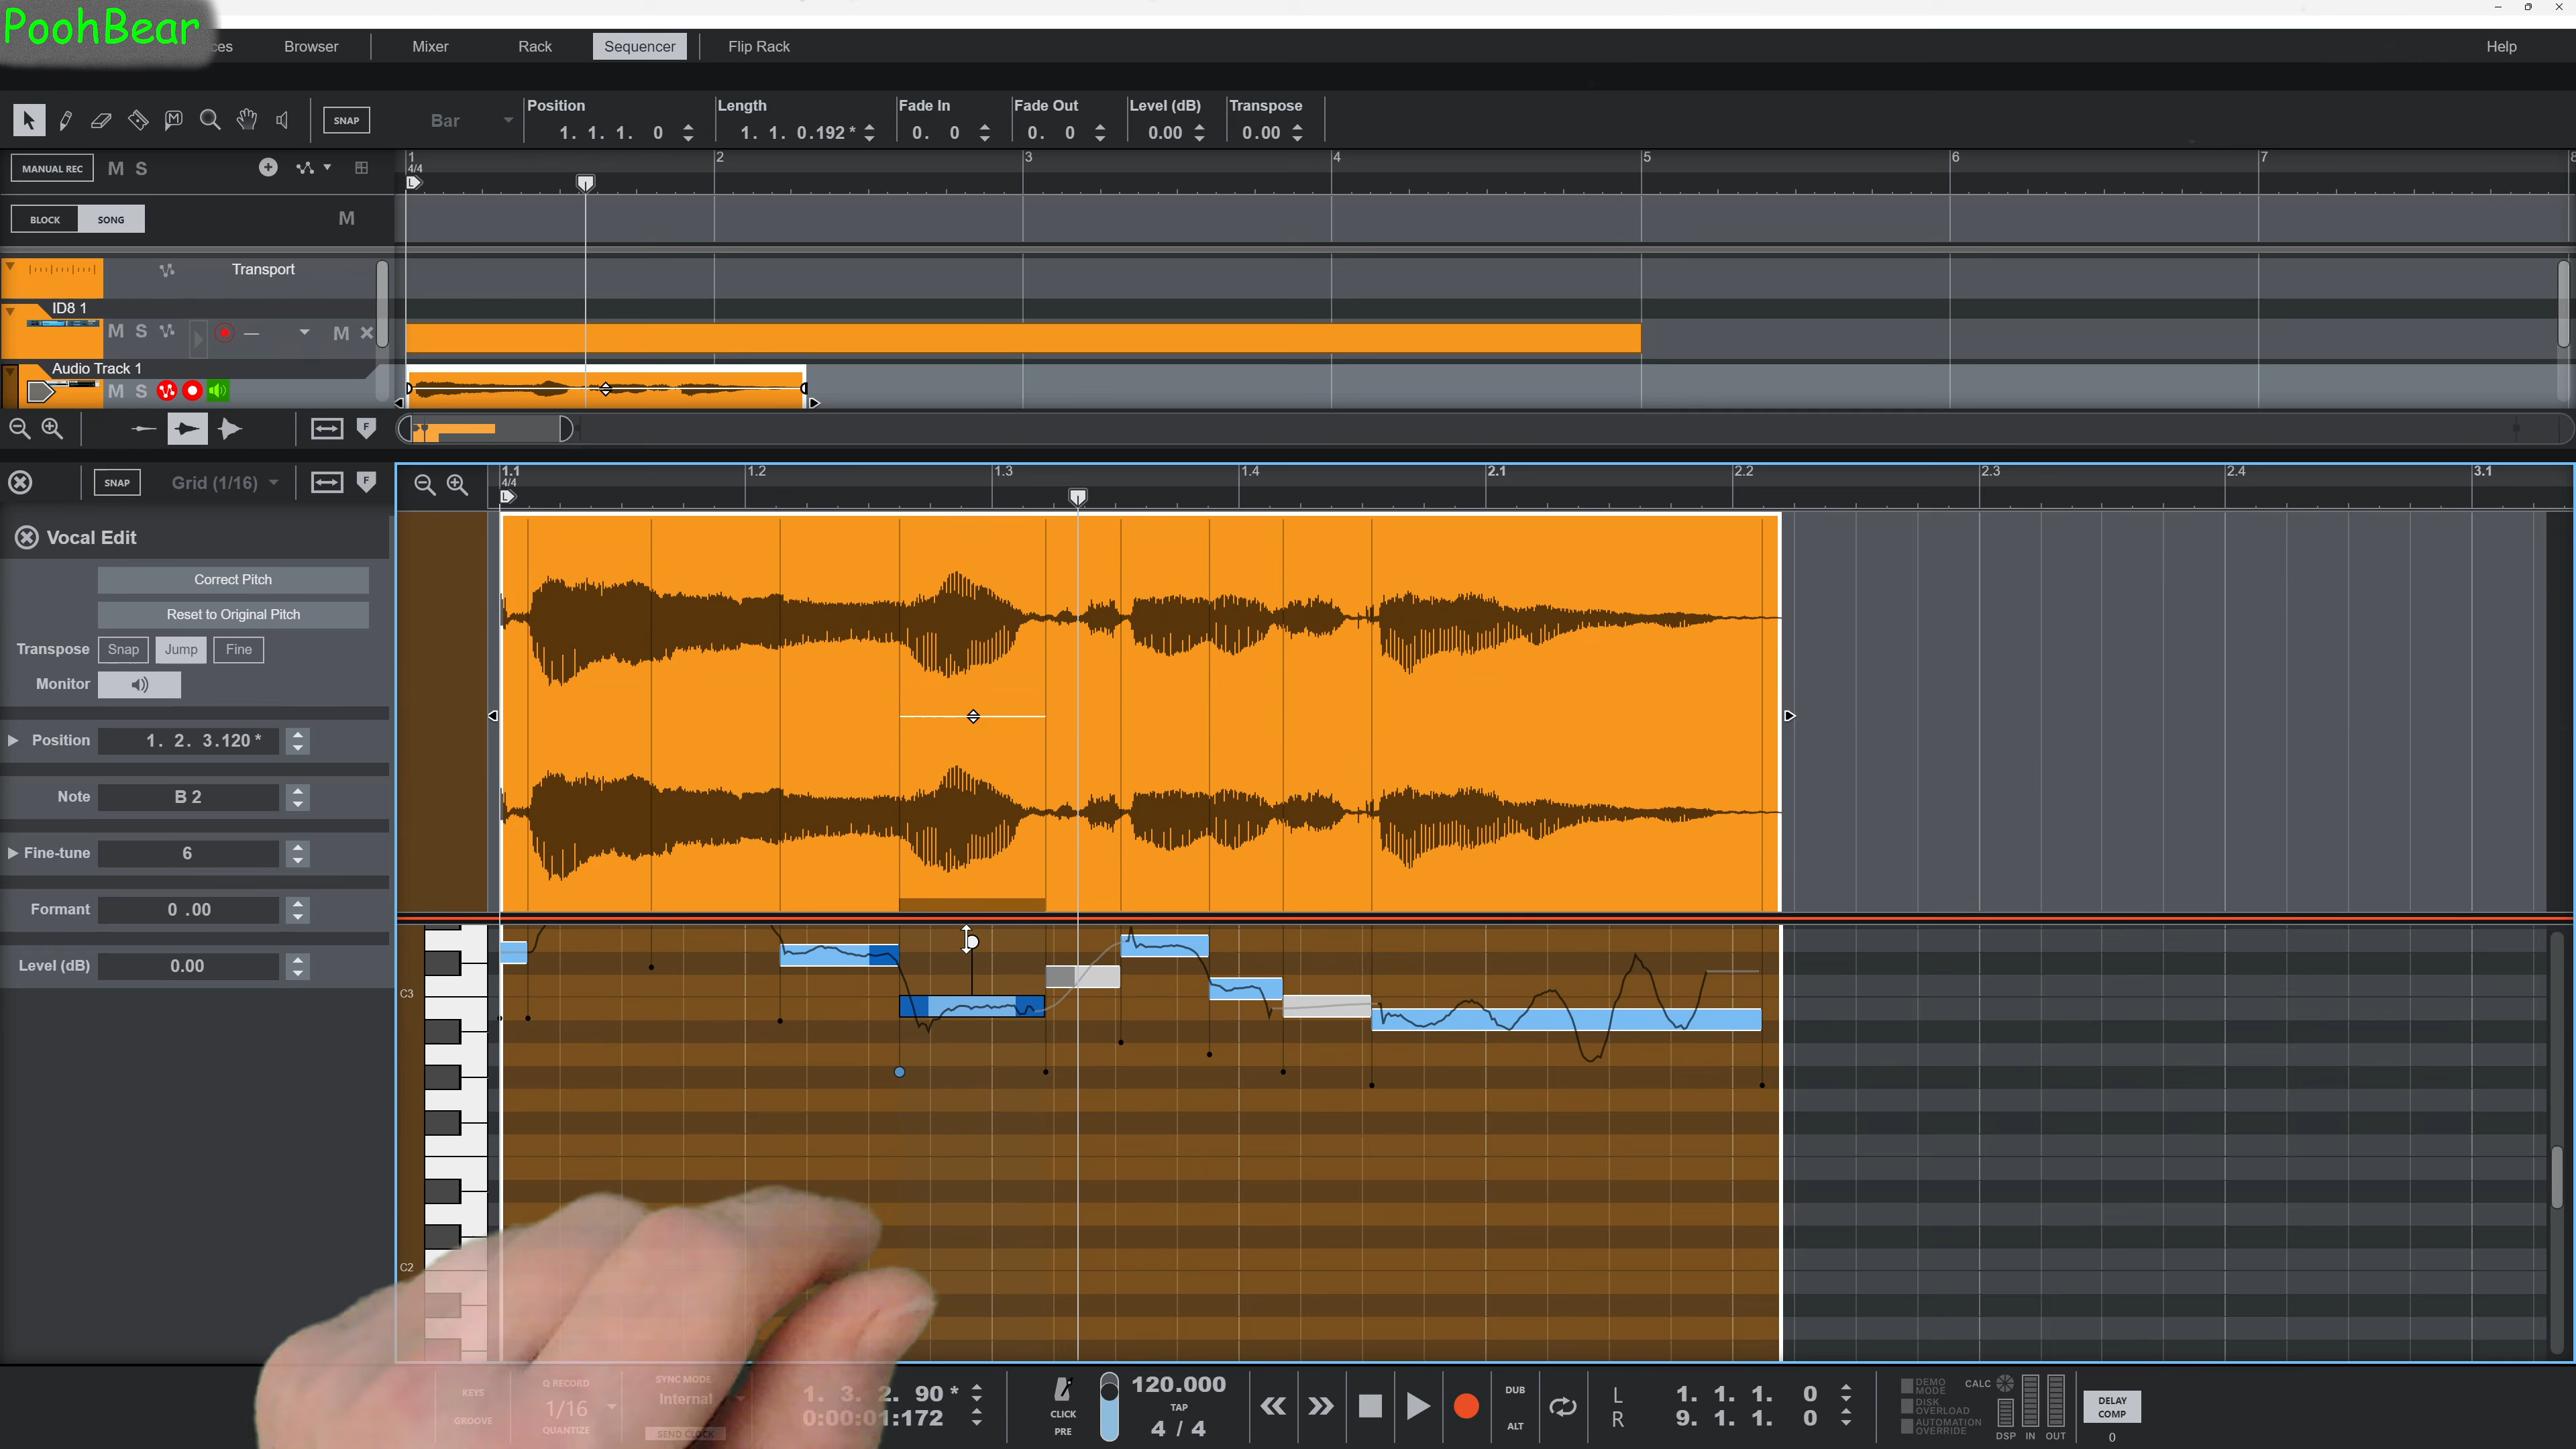 PoohBear
ces Browser Mixer Rack Sequencer Flip Rack Help
SNAP Bar
Position 1. 1. 1. 0
Length 1. 1. 0.192 *
Fade In 0. 0
Fade Out 0. 0
Level (dB) 0.00
Transpose 0.00
MANUAL REC M S
1 2 3 4 5 6 7 8
4/4
L
BLOCK SONG M
Transport
ID8 1
M S M
Audio Track 1
M S
F
SNAP Grid (1/16) F
1.1 1.2 1.3 1.4 2.1 2.2 2.3 2.4 3.1
4/4
L
Vocal Edit
Correct Pitch
Reset to Original Pitch
Transpose Snap Jump Fine
Monitor
Position 1. 2. 3.120 *
Note B 2
Fine-tune 6
Formant 0 .00
Level (dB) 0.00
C3
C2
KEYS
GROOVE
Q RECORD
1/16
QUANTIZE
SYNC MODE
Internal
SEND CLOCK
1. 3. 2. 90 *
0:00:01:172
CLICK
PRE
120.000
TAP
4 / 4
DUB
ALT
L 1. 1. 1. 0
R 9. 1. 1. 0
DEMO MODE
DISK OVERLOAD
AUTOMATION OVERRIDE
CALC
DSP IN OUT
DELAY COMP
0